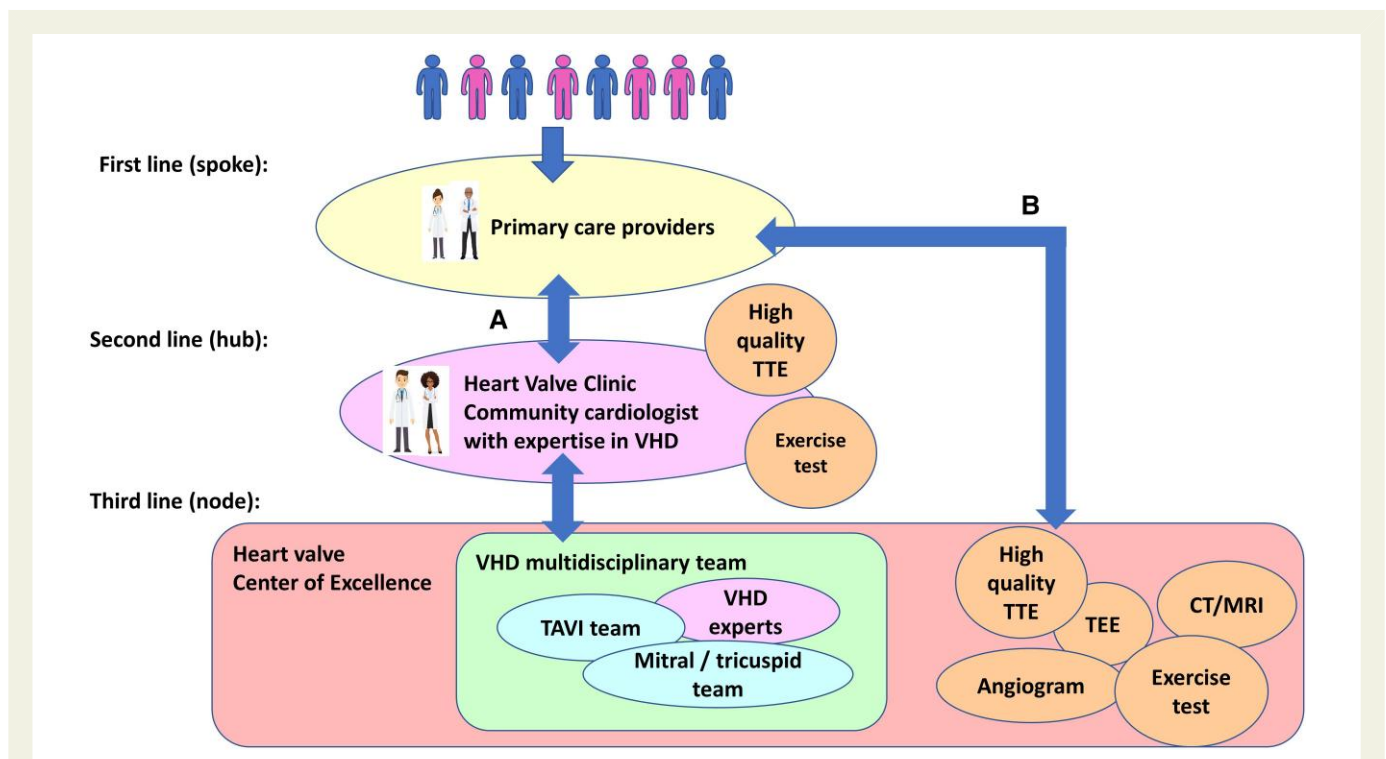 First line (spoke):
Primary care providers
B
A
Second line (hub):
High
quality
TTE
Heart Valve Clinic
Community cardiologist
with expertise in VHD
Exercise
test
Third line (node):
Heart valve
Center of Excellence
VHD multidisciplinary team
VHD
experts
TAVI team
Mitral / tricuspid
team
High
quality
TTE
TEE
CT/MRI
Angiogram
Exercise
test